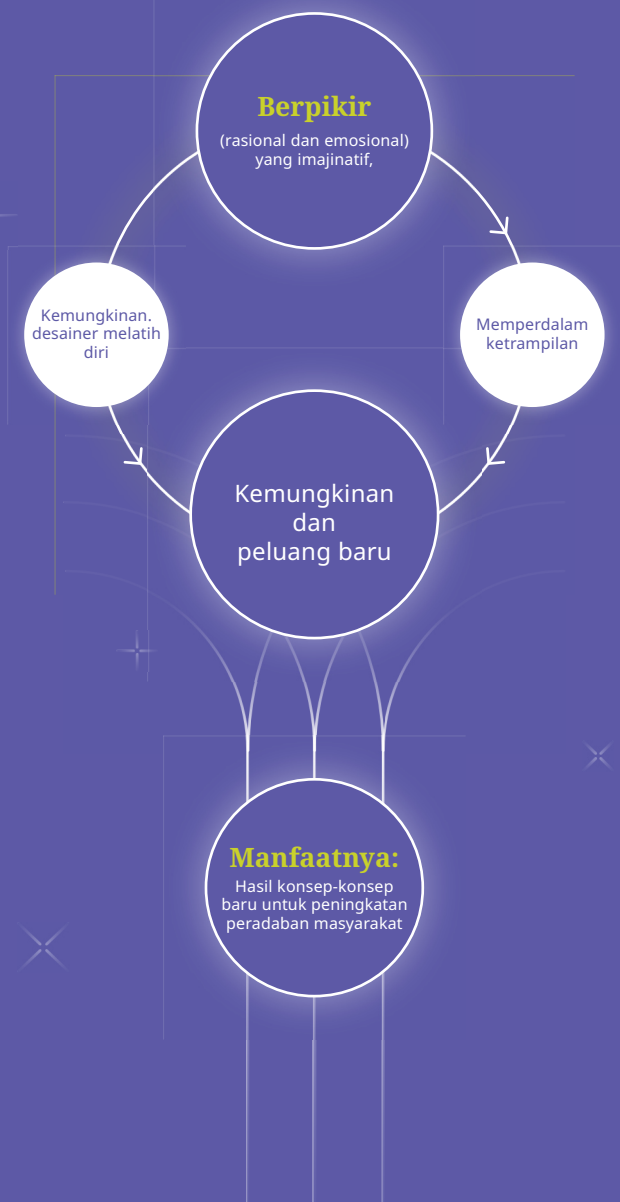 Berpikir
(rasional dan emosional)
yang imajinatif,
Kemungkinan.
desainer melatih
diri
Memperdalam
ketrampilan
Kemungkinan
dan
peluang baru
Manfaatnya:
Hasil konsep-konsep
baru untuk peningkatan
peradaban masyarakat